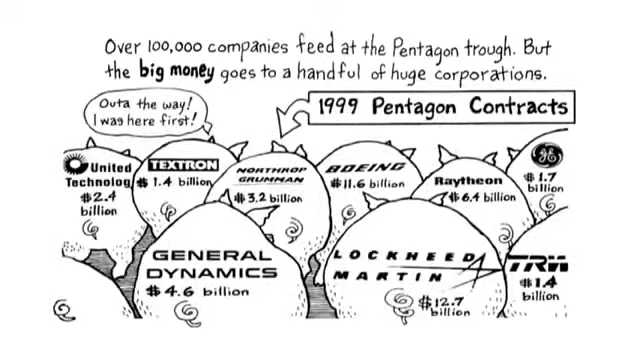 Over 100,000 companies feed at the Pentagon trough. But
the big money goes to a handful of huge corporations.
Outa the way!
I was here first!
1999 Pentagon Contracts
United
Technolog
$2.4
billion
TEXTRON
$1.4 billion
NORTHROP
GRUMMAN
$3.2 billion
BOEING
$11.6 billion
Raytheon
$6.4 billion
GE
$1.7
billion
GENERAL
DYNAMICS
$4.6 billion
LOCKHEED
MARTIN
$12.7
billion
TRW
$1.4
billion